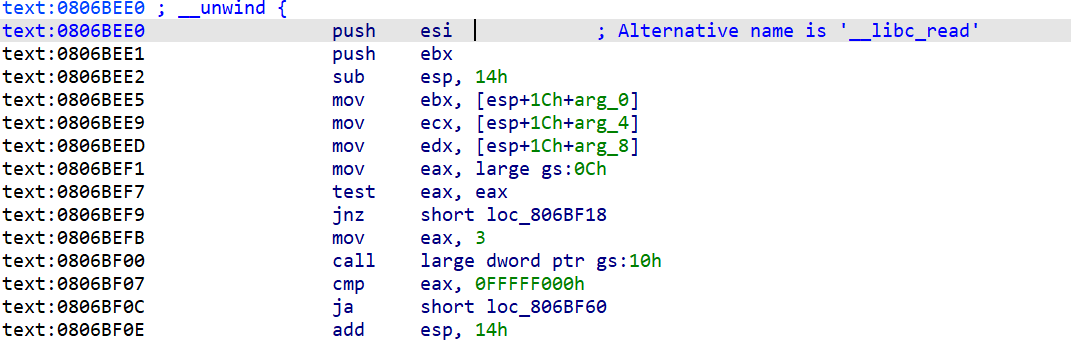 text:0806BEE0 ; __unwind {
text:0806BEE0 push esi ; Alternative name is '__libc_read'
text:0806BEE1 push ebx
text:0806BEE2 sub esp, 14h
text:0806BEE5 mov ebx, [esp+1Ch+arg_0]
text:0806BEE9 mov ecx, [esp+1Ch+arg_4]
text:0806BEED mov edx, [esp+1Ch+arg_8]
text:0806BEF1 mov eax, large gs:0Ch
text:0806BEF7 test eax, eax
text:0806BEF9 jnz short loc_806BF18
text:0806BEFB mov eax, 3
text:0806BF00 call large dword ptr gs:10h
text:0806BF07 cmp eax, 0FFFFF000h
text:0806BF0C ja short loc_806BF60
text:0806BF0E add esp, 14h